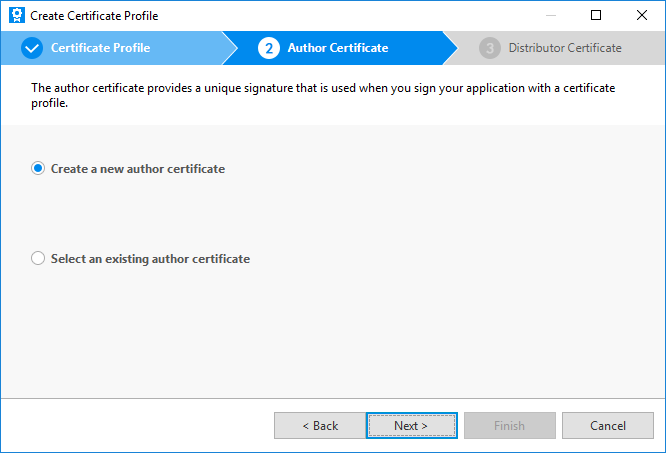 Create Certificate Profile
Certificate Profile
2 Author Certificate
3 Distributor Certificate
The author certificate provides a unique signature that is used when you sign your application with a certificate
profile.
Create a new author certificate
Select an existing author certificate
< Back
Next >
Finish
Cancel